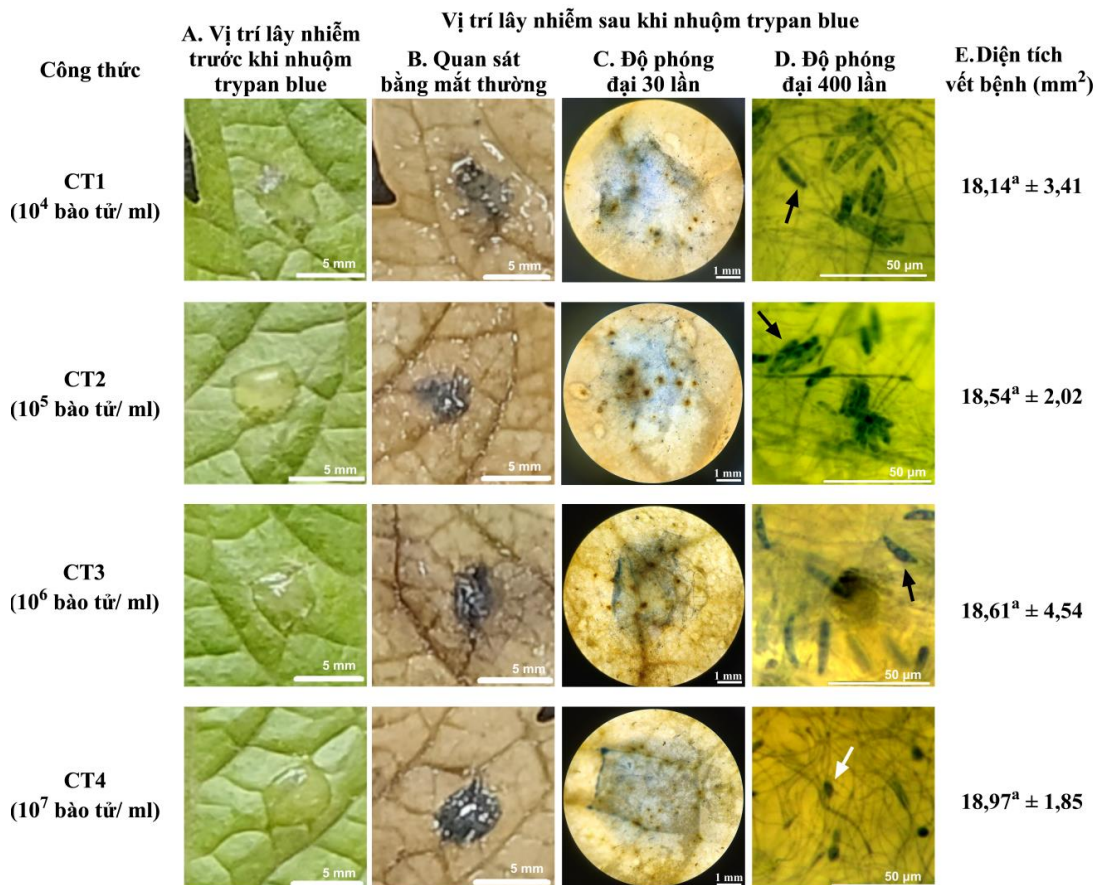 Vị trí lây nhiễm sau khi nhuộm trypan blue
Công thức
A. Vị trí lây nhiễm
trước khi nhuộm
trypan blue
B. Quan sát
bằng mắt thường
C. Độ phóng
đại 30 lần
D. Độ phóng
đại 400 lần
E.Diện tích
vết bệnh (mm²)
CT1
(10⁴ bào tử/ ml)
5 mm
5 mm
1 mm
50 µm
18,14ᵃ ± 3,41
CT2
(10⁵ bào tử/ ml)
5 mm
5 mm
1 mm
50 µm
18,54ᵃ ± 2,02
CT3
(10⁶ bào tử/ ml)
5 mm
5 mm
1 mm
50 µm
18,61ᵃ ± 4,54
CT4
(10⁷ bào tử/ ml)
5 mm
5 mm
1 mm
50 µm
18,97ᵃ ± 1,85